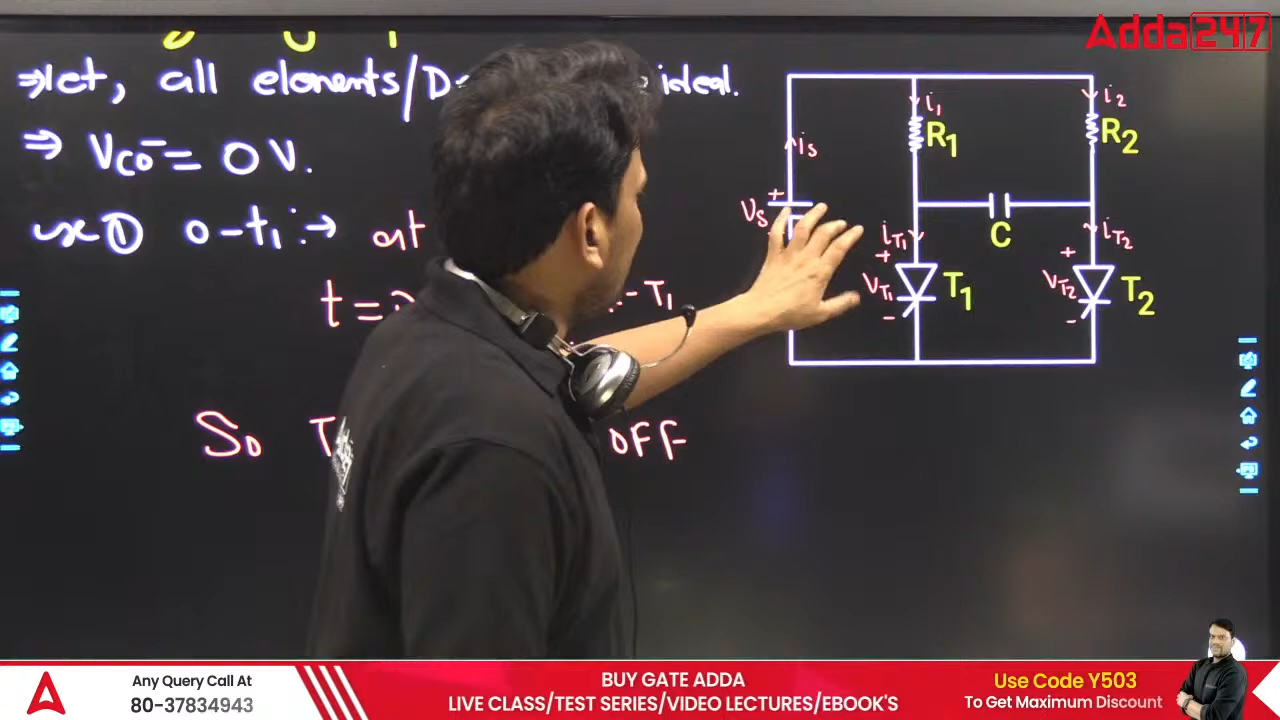 Adda247
⇒ let, all elements/D ideal.
⇒ Vco⁻ = 0 V.
① 0-t₁:→ at
t = T₁
So T OFF
i₁
i₂
R₁
R₂
is
+
Vs
C
iT₁
iT₂
+
+
VT₁
VT₂
T₁
T₂
-
-
Any Query Call At
80-37834943
BUY GATE ADDA
LIVE CLASS/TEST SERIES/VIDEO LECTURES/EBOOK'S
Use Code Y503
To Get Maximum Discount